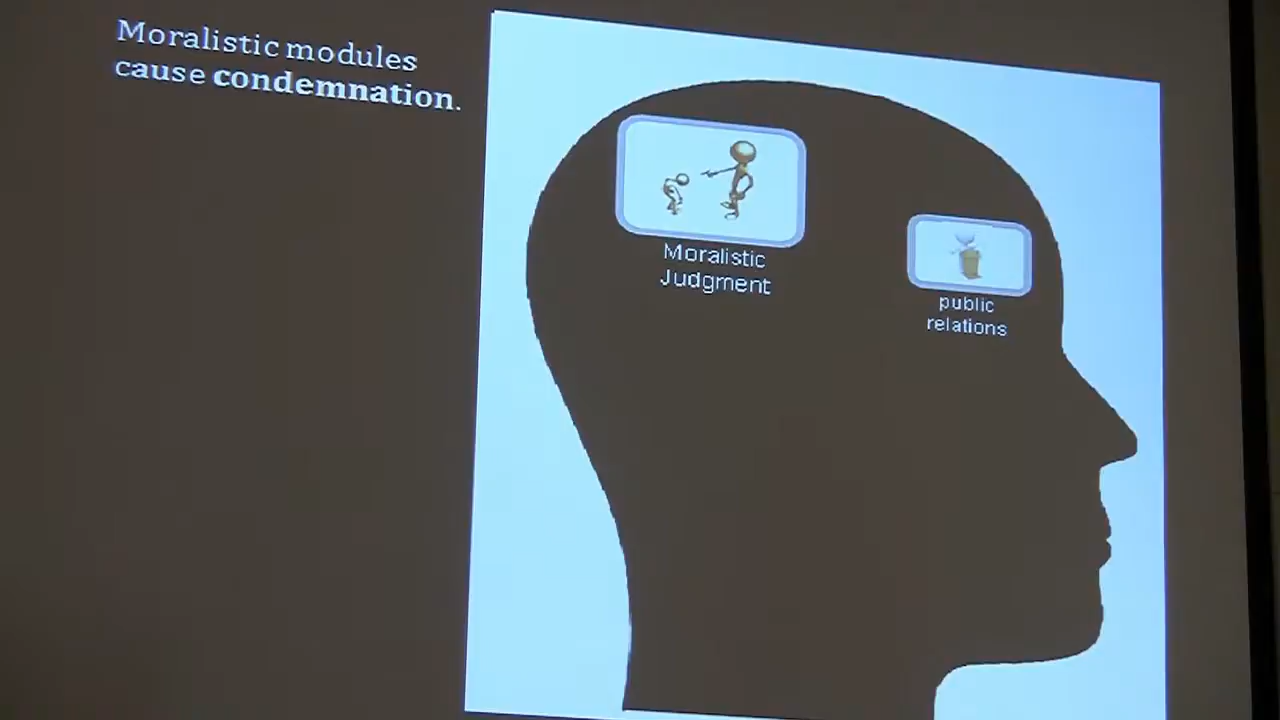 Moralistic modules
cause condemnation.
Moralistic
Judgment
public
relations